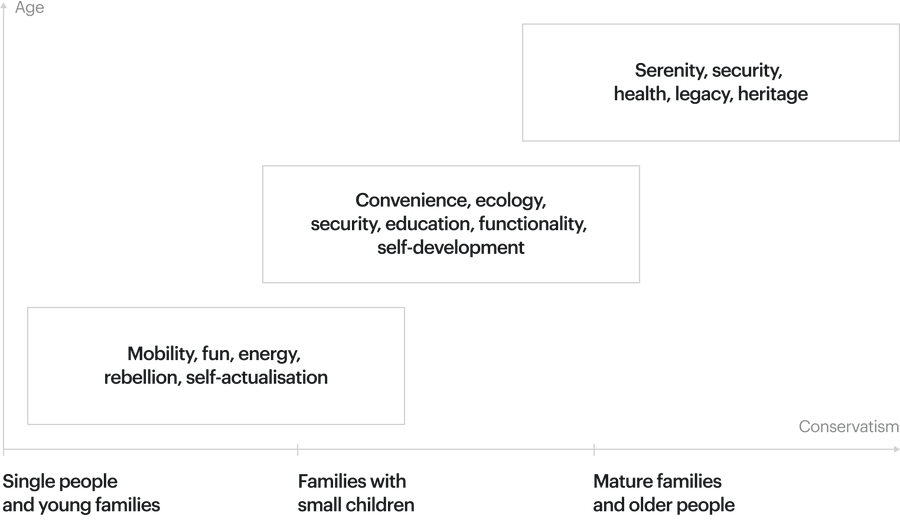 Age
Serenity, security,
health, legacy, heritage
Convenience, ecology,
security, education, functionality,
self-development
Mobility, fun, energy,
rebellion, self-actualisation
Conservatism
Single people
and young families
Families with
small children
Mature families
and older people